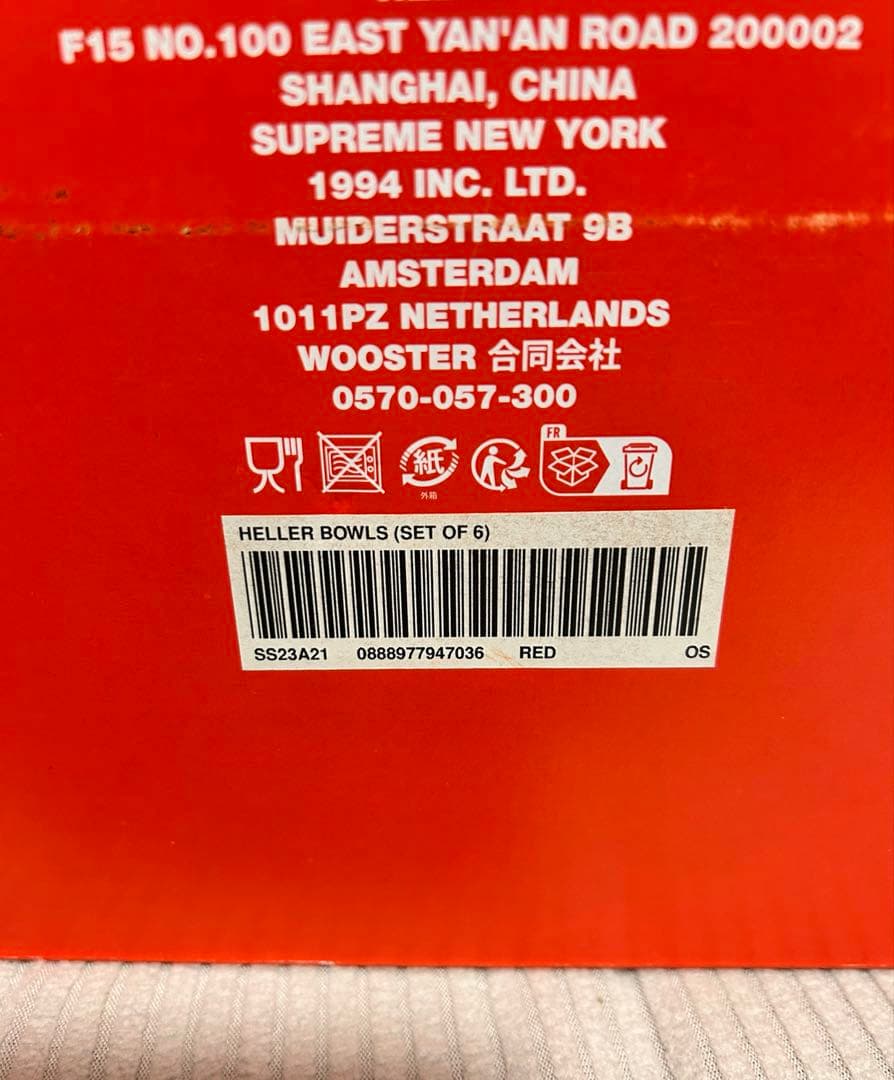 F15 NO.100 EAST YAN'AN ROAD 200002
SHANGHAI, CHINA
SUPREME NEW YORK
1994 INC. LTD.
MUIDERSTRAAT 9B
AMSTERDAM
1011PZ NETHERLANDS
WOOSTER 合同会社
0570-057-300
紙
外箱
FR
HELLER BOWLS (SET OF 6)
SS23A21 0888977947036 RED OS